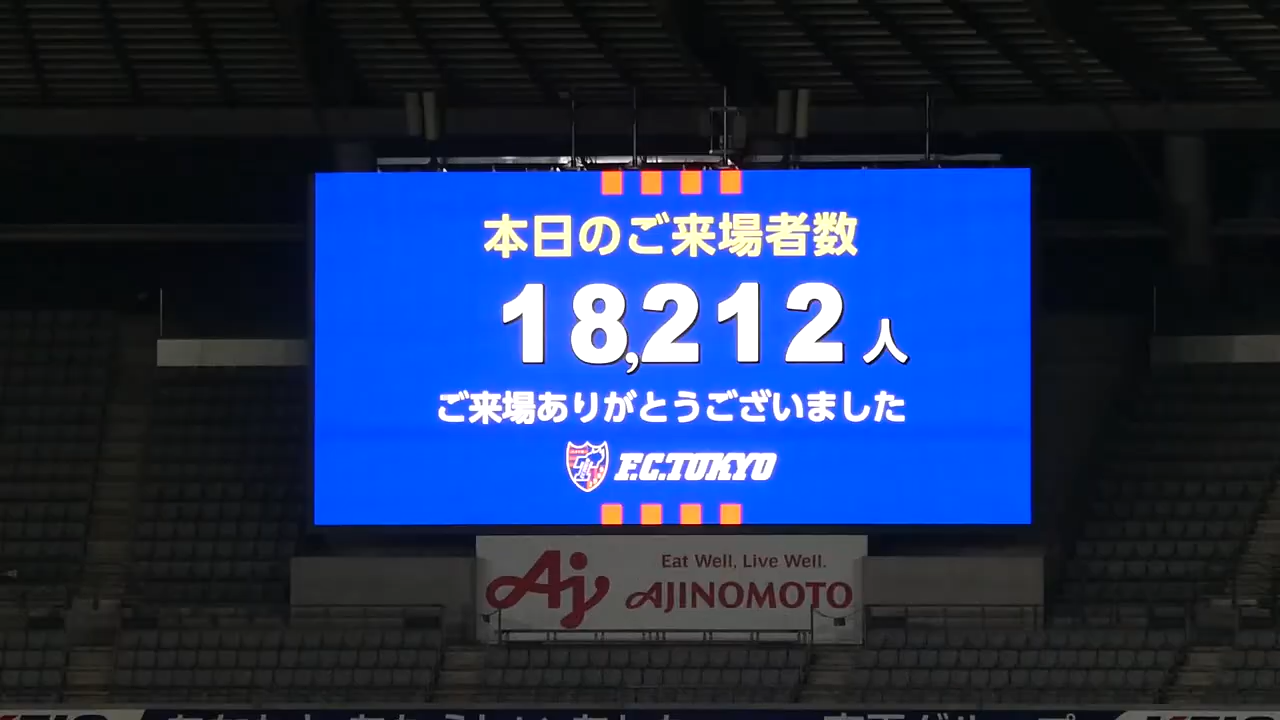 本日のご来場者数
18,212人
ご来場ありがとうございました
F.C.TOKYO
Eat Well, Live Well.
Aj
AJINOMOTO